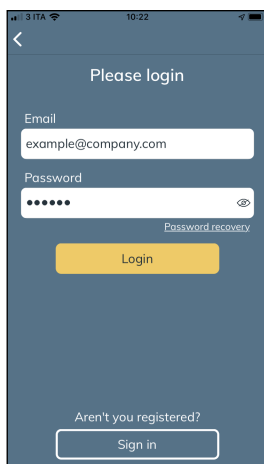 3 ITA 10:22
Please login
Email
example@company.com
Password
••••••
Password recovery
Login
Aren't you registered?
Sign in